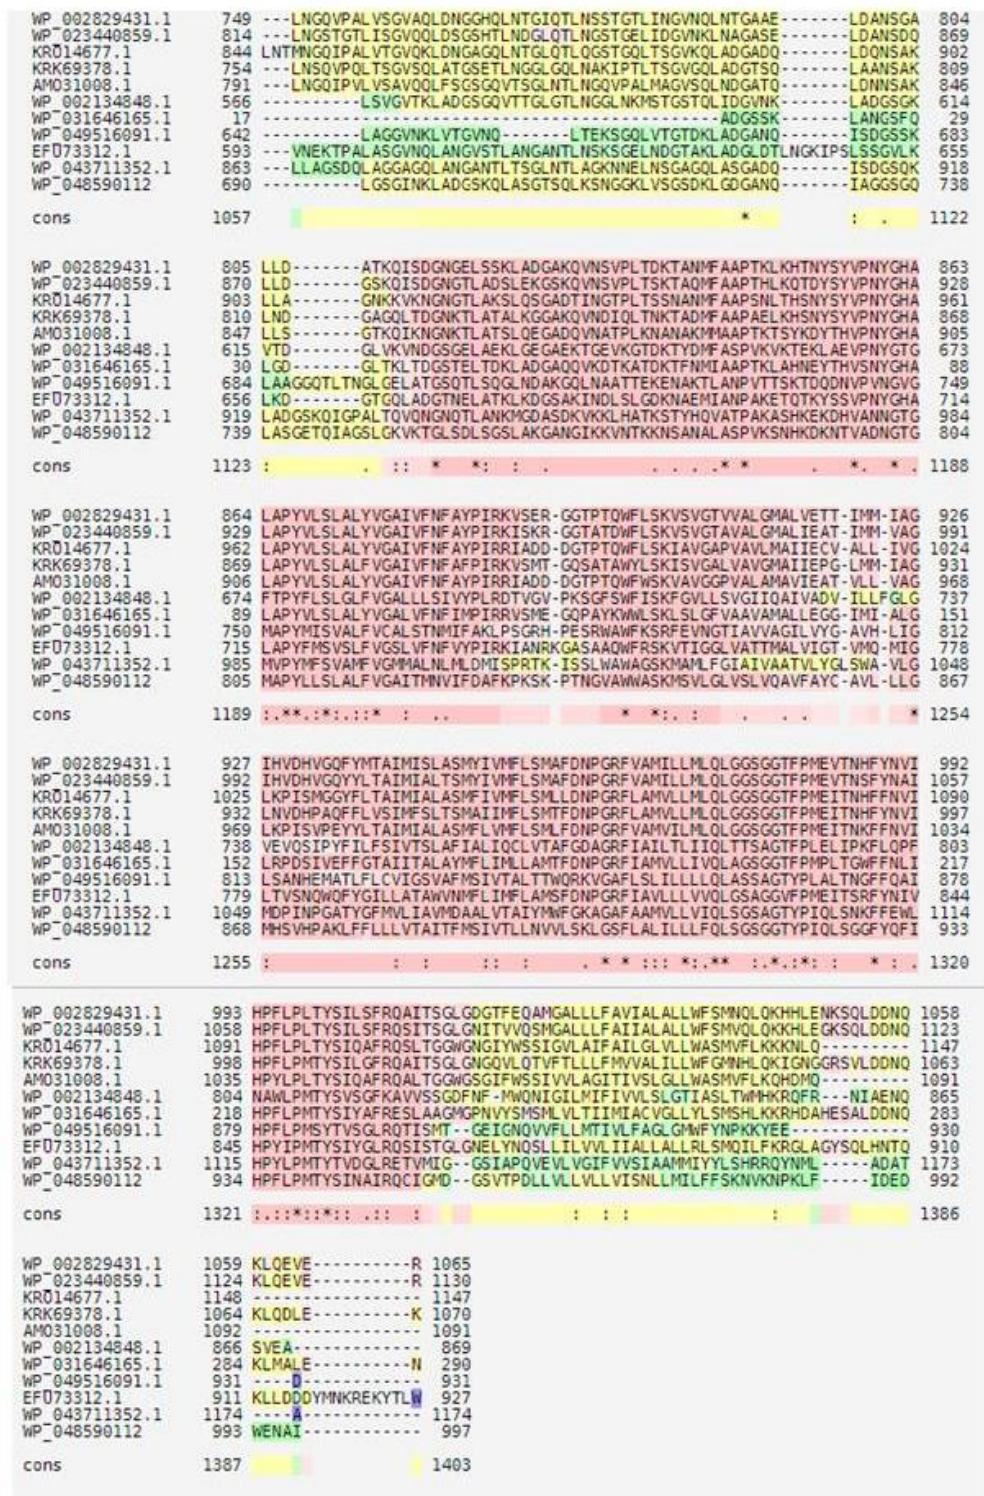 WP_002829431.1 749 ---LNGQVPALVSGVAQLDNGGHQLNTGIQTLNSSTGTLINGVNQLNTGAAE-------LDANSGA 804
WP_023440859.1 814 ---LNGSTGTLISGVQQLDSGSHTLNDGLQTLNGSTGELIDGVNKLNAGASE-------LDANSDQ 869
KRO14677.1 844 LNTMNGQIPALVTGVQKLDNGAGQLNTGLQTLQGSTGQTLMSGVKQLADGADQ-------LDQNSAK 902
KRK69378.1 754 ---LNSQVPQLTSGVSQLATGSETLNGGLGQLNAKIPTLTSGVGQLADGTSQ-------LAANSAK 809
AMO31008.1 791 ---LNGQIPVLVSAVQQLFSGSGQVTSGLNTLNQGVPALMAGVSQLNDGATQ-------LDNNSAK 846
WP_002134848.1 566 ----------LSVGVTKLADGSGQVTTGLGTLNGGLNKMSTGSTQLIDGVNK-------LADGSGK 614
WP_031646165.1 17 ----------------------------------------------ADGSSK-------LANGSFQ 29
WP_049516091.1 642 ----------LAGGVNKLVTGVNQ-------LTEKSGQLVTGTDKLADGANQ-------ISDGSSK 683
EFU73312.1 593 ---VNEKTPALASGVNQLANGVSTLANGANTLNSKSGELNDGTAKLADGLDTLNGKIPSLSSGVLK 655
WP_043711352.1 863 ---LLAGSDQLAGGAGQLANGANTLTSGLNTLAGKNNELNSGAGQLASGADQ-------ISDGSQK 918
WP_048590112 690 ----------LGSGINKLADGSKQLASGTSQLKSNGGKLVSGSDKLGDGANQ-------IAGGSGQ 738
cons 1057 * : . 1122
WP_002829431.1 805 LLD-------ATKQISDGNGELSSKLADGAKQVNSVPLTDKTANMFAAPTKLKHTNYSYVPNYGHA 863
WP_023440859.1 870 LLD-------GSKQISDGNGTLADSLEKGSKQVNSIPLTSKTAQMFAAPTHLKQTDYSYVPNYGHA 928
KRO14677.1 903 LLA-------GNKKVKNGNGTLAKSLQSGADTINGTPLTSSNANMFAAPSNLTHSNYSYVPNYGHA 961
KRK69378.1 810 LND-------GAGQLTDGNKTLATALKGGAKQVNDIQLTNKTADMFAAPAELKHSNYSYVPNYGHA 868
AMO31008.1 847 LLS-------GTKQIKNGNKTLATSLQEGADQVNATPLKNANAKMMAAPTKTSYKDYTHVPNYGHA 905
WP_002134848.1 615 VTD-------GLVKVNDGSGELAEKLGEGAEKTGEVKGTDKTYDMFASPVKVKTEKLAEVPNYGTG 673
WP_031646165.1 30 LGD-------GLTKLTDGTDKLADGAQQVKDTKATDKTFNMIAAPTKLAHNEYTHVSNYGHA 88
WP_049516091.1 684 LAAGGQTLTNGLGELATGSQTLSQGLNDAKGQLNAATTEKENAKTLANPVTTSKTDQDNVPVNGVG 749
EFU73312.1 656 LKD-------GTGQLADGTNELATKLKDGSAKINDLSLGDKNAEMIANPAKETQTKYSSVPNYGHA 714
WP_043711352.1 919 LADGSKQIGPALTQVQNGNQTLANKMGDASDKVKKLHATKSTYHQVATPAKASHKEKDHVANNGTG 984
WP_048590112 739 LASGETQIAGSLGKVKTGLSDLSGSLAKGANGIKKVNTKKNSANALASPVKSNHKDKNTVADNGTG 804
cons 1123 : . :: * *: : . . . . .* * . *. * . 1188
WP_002829431.1 864 LAPYVLSLALYVGAIVFNFAYPIRKVSER-GGTPTQWFLSKVSVGTVVALGMALVETT-IMM-IAG 926
WP_023440859.1 929 LAPYVLSLALYVGAIVFNFAYPIRKISKR-GGTATDWFLSKVSVGTAVALGMALIEAT-IMM-VAG 991
KRO14677.1 962 LAPYVLSLALYVGAIVFNFAYPIRRIADD-DGTPTQWFLSKIAVGAPVAVLMAIIECV-ALL-IVG 1024
KRK69378.1 869 LAPYVLSLALFVGAIVFNFAFPIRKVSMT-GQSATAWYLSKISVGALVAVGMAIIEPG-LMM-IAG 931
AMO31008.1 906 LAPYVLSLALYVGAIVFNFAYPIRRIADD-DGTPTQWFWSKVAVGGPVALAMAVIEAT-VLL-VAG 968
WP_002134848.1 674 FTPYFLSLGLFVGALLLSIVYPLRDTVGV-PKSGFSWFISKFGVLLSVGIIQAIVADV-ILLFGLG 737
WP_031646165.1 89 LAPYVLSLALYVGALVFNFIMPIRRVSME-GQPAYKWWLSKLSLGFVAAVAMALLEGG-IMI-ALG 151
WP_049516091.1 750 MAPYMISVALFVCALSTNMIFAKLPSGRH-PESRWAWFKSRFEVNGTIAVVAGILVYG-AVH-LIG 812
EFU73312.1 715 LAPYFMSVSLFVGSLVFNFVYPIRKIANRKGASAAQWFRSKVTIGGLVATTMALVIGT-VMQ-MIG 778
WP_043711352.1 985 MVPYMFSVAMFVGMMALNLMLDMISPRTK-ISSLWAWAGSKMAMLFGIAIVAATVLYGLSWA-VLG 1048
WP_048590112 805 MAPYLLSLALFVGAITMNVIFDAFKPKSK-PTNGVAWWASKMSVLGLVSLVQAVFAYC-AVL-LLG 867
cons 1189 :.**.:*:.::* : .. * *:. : . . . * 1254
WP_002829431.1 927 IHVDHVGQFYMTAIMISLASMYIVMFLSMAFDNPGRFVAMILLMLQLGGSGGTFPMEVTNHFYNVI 992
WP_023440859.1 992 IHVDHVGQYYLTAIMISLASMYIVMFLSMAFDNPGRFVAMILLMLQLGGSGGTFPMEVTNSFYNAI 1057
KRO14677.1 1025 LKPISMGGYFLTAIMIALASMFIVMFLSMLLDNPGRFLAMVLLMLQLGGSGGTFPMEITNHFFNVI 1090
KRK69378.1 932 LNVDHPAQFFLVSIMFSLTSMAIIMFLSMTFDNPGRFVAMILLMLQLGGSGGTFPMEITNHFYNVI 997
AMO31008.1 969 LKPISVPEYYLTAIMIALASMFLVMFLSMLFDNPGRFVAMVILMLQLGGSGGTFPMEITNKFFNVI 1034
WP_002134848.1 738 VEVQSIPYFILFSIVTSLAFIALIQCLVTAFGDAGRFIAILTLIIQLTTSAGTFPLELIPKFLQPF 803
WP_031646165.1 152 LRPDSIVEFFGTAIITALAYMFLIMLLAMTFDNPGRFIAMVLLIVQLAGSGGTFPMPLTGWFFNLI 217
WP_049516091.1 813 LSANHEMATLFLCVIGSVAFMSIVTALTTWQRKVGAFLSLILLLLQLASSAGTYPLALTNGFFQAI 878
EFU73312.1 779 LTVSNQWQFYGILLATAWVNMFLIMFLAMSFDNPGRFIAVLLLVVQLGSAGGVFPMEITSRFYNIV 844
WP_043711352.1 1049 MDPINPGATYGFMVLIAVMDAALVTAIYMWFGKAGAFAAMVLLVIQLSGSAGTYPIQLSNKFFEWL 1114
WP_048590112 868 MHSVHPAKLFFLLLVTAITFMSIVTLLNVVLSKLGSFLALILLLFQLSGSGGTYPIQLSGGFYQFI 933
cons 1255 : : : :: : . * * ::: *:.** :.*.:*: : * : . 1320
WP_002829431.1 993 HPFLPLTYSILSFRQAITSGLGDGTFEQAMGALLLFAVIALALLWFSMNQLQKHHLENKSQLDDNQ 1058
WP_023440859.1 1058 HPFLPLTYSILSFRQAITSGLGNITVVQSMGALLIFAIIALALLWFSMVQLQKKHLEGKSQLDDNQ 1123
KRO14677.1 1091 HPFLPLTYSIQAFRQSLTGGWGNGIYWSSIGVLAIFAILGLVLLWASMVFLKKKNLQ--------- 1147
KRK69378.1 998 HPFLPLTYSILGFRQAITSGLGNGQVLQTVFTLLFMVVALILLWFGMNHLQKIGNGGRSVLDDNQ 1063
AMO31008.1 1035 HPYLPLTYSIQAFRQALTGGWGSGIFWSSIVVLAGITIVSLGLLWASMVFLKQHDMQ--------- 1091
WP_002134848.1 804 NAWLPMTYSVSGFKAVVSSGDFNF-MWQNIGILMIFIVVSLSLGTIASLTWMHKRQFR---NIAENQ 865
WP_031646165.1 218 HPFLPMTYSIYAFRESLAAGMGPNVYSMSMLVLTIIMIACVGLLYLSMSHLKKRHDAHESALDDNQ 283
WP_049516091.1 879 HPFLPMSYTVSGLRQTISMT--GEIGNQVVFLLMTIVLFAGLGMWFYNPKKYEE------------ 930
EFU73312.1 845 HPYIPMTYSIYGLRQSISTGLGNELYNQSLLILVVLIIALLALLRLSMQILFKRGLAGYSQLHNTQ 910
WP_043711352.1 1115 HPYLPMTYTVDGLRETVMIG--GSIAPQVEVLVGIFVVSIAAMMIYYLSHRRQYNML-----ADAT 1173
WP_048590112 934 HPFLPMTYSINAIRQCIGMD--GSVTPDLLVLLVLLVISNLLMILFFSKNVKNPKLF-----IDED 992
cons 1321 :.::*::*:: .:: : : : : : 1386
WP_002829431.1 1059 KLQEVE----------R 1065
WP_023440859.1 1124 KLQEVE----------R 1130
KRO14677.1 1148 ----------------- 1147
KRK69378.1 1064 KLQDLE----------K 1070
AMO31008.1 1092 ----------------- 1091
WP_002134848.1 866 SVEA------------- 869
WP_031646165.1 284 KLMALE----------N 290
WP_049516091.1 931 ----D------------ 931
EFU73312.1 911 KLLDDDYMNKREKYTLW 927
WP_043711352.1 1174 ----A------------ 1174
WP_048590112 993 WENAI------------ 997
cons 1387 1403